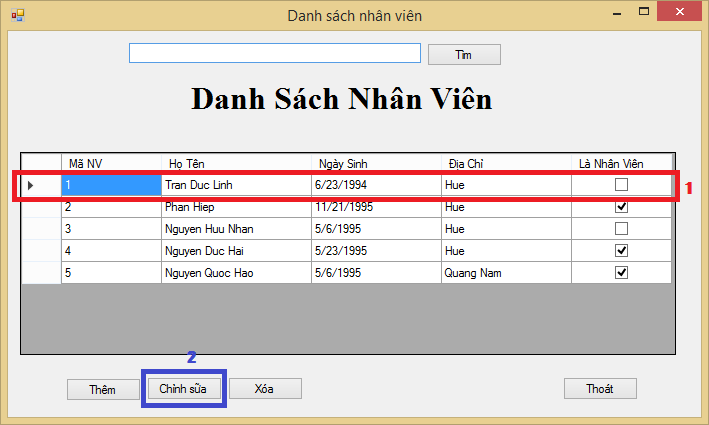 Danh sách nhân viên
Tìm
Danh Sách Nhân Viên
Mã NV Họ Tên Ngày Sinh Địa Chỉ Là Nhân Viên
1 Tran Duc Linh 6/23/1994 Hue 1
2 Phan Hiep 11/21/1995 Hue
3 Nguyen Huu Nhan 5/6/1995 Hue
4 Nguyen Duc Hai 5/23/1995 Hue
5 Nguyen Quoc Hao 5/6/1995 Quang Nam
2
Thêm Chỉnh sữa Xóa Thoát